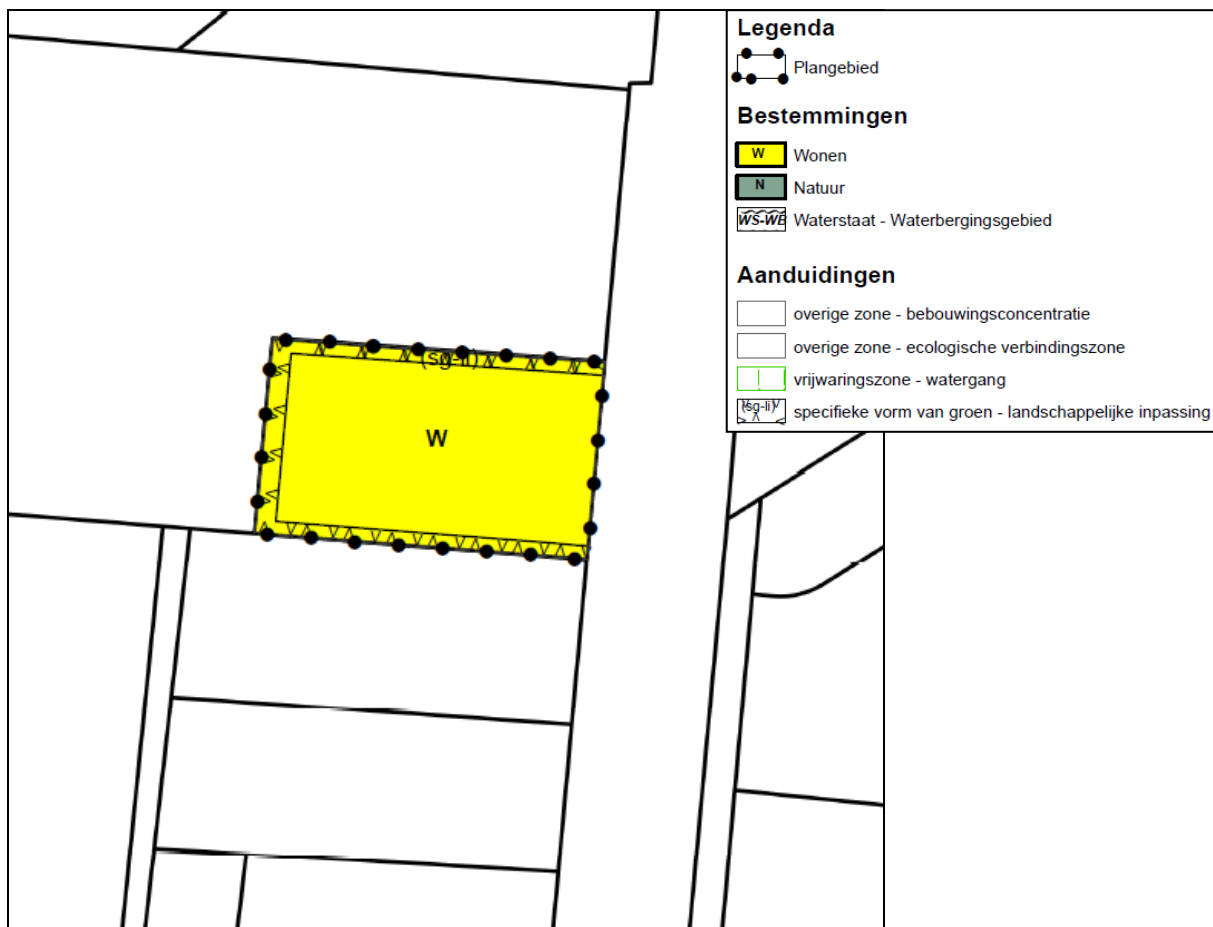 Legenda
Plangebied
Bestemmingen
W Wonen
N Natuur
WS-WB Waterstaat - Waterbergingsgebied
Aanduidingen
overige zone - bebouwingsconcentratie
overige zone - ecologische verbindingszone
vrijwaringszone - watergang
(sg-li) specifieke vorm van groen - landschappelijke inpassing
(sg-li)
W